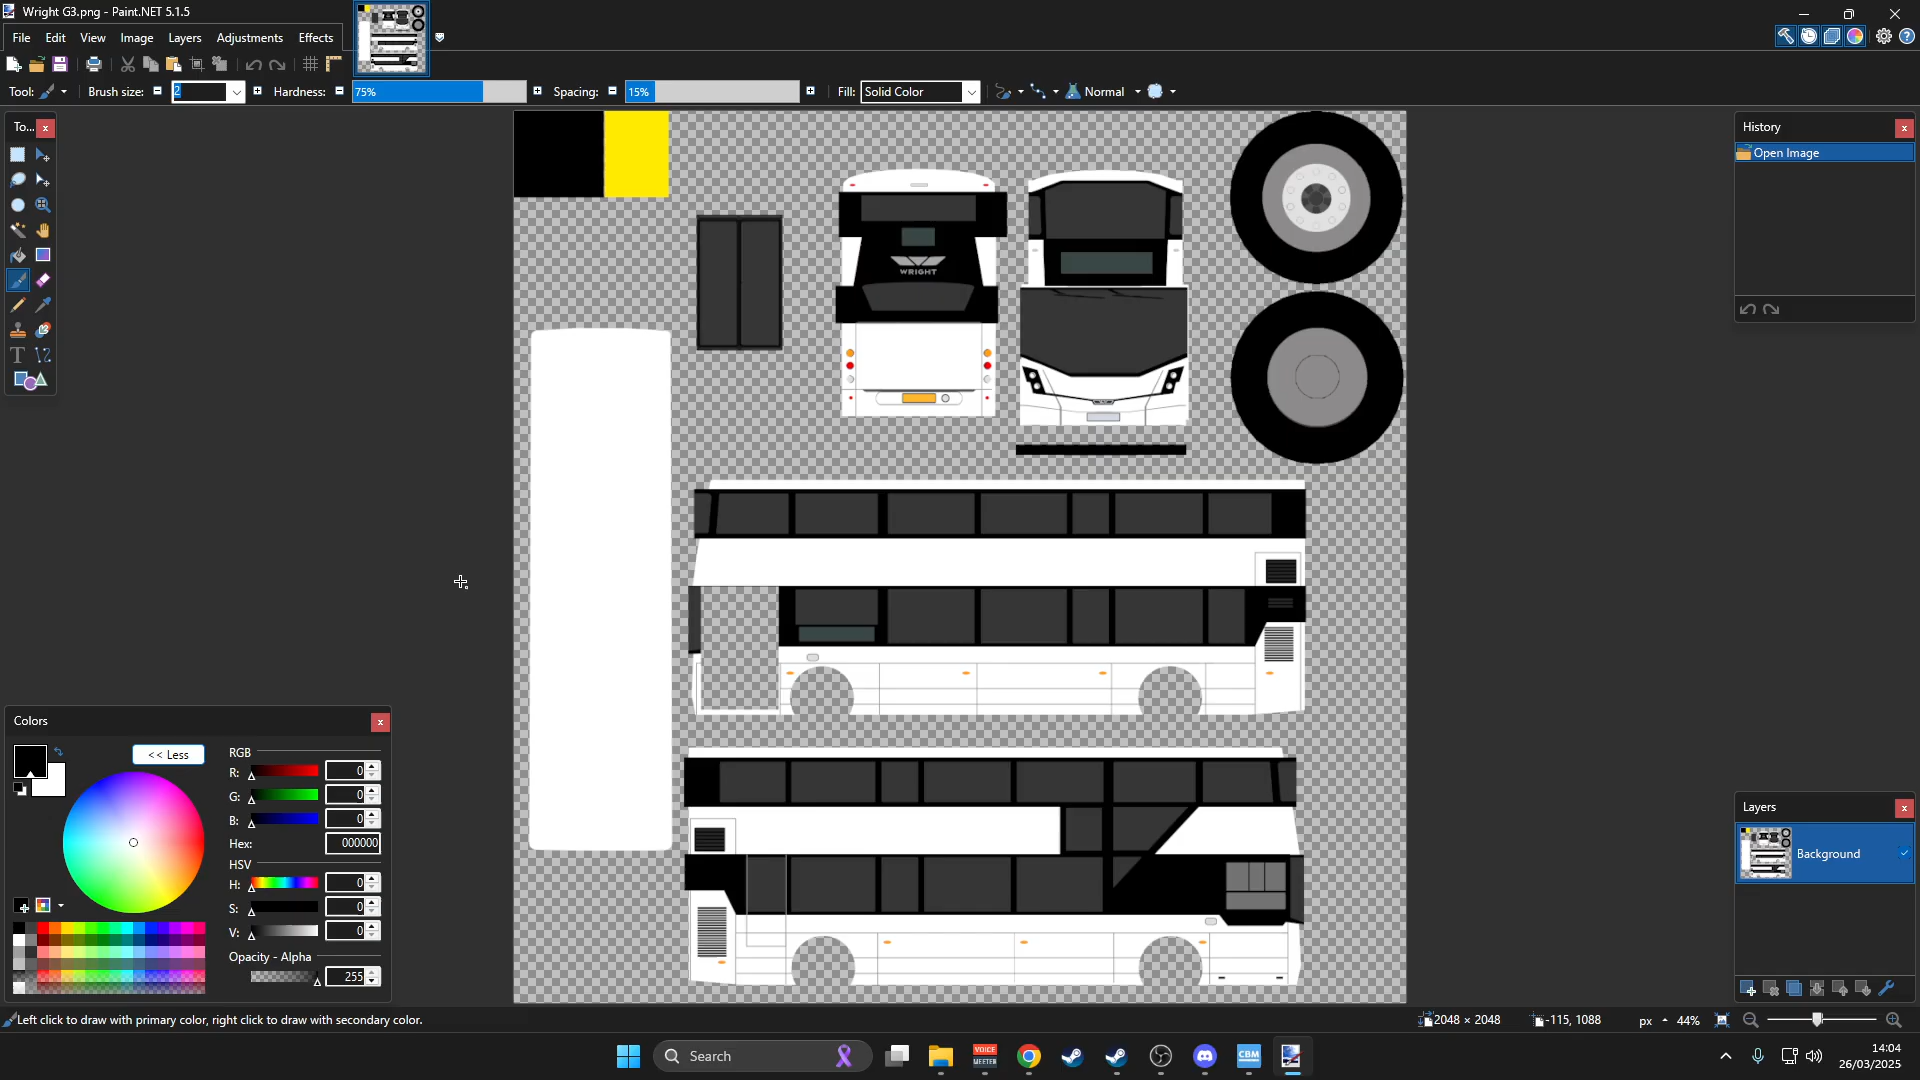 Wright G3.png - Paint.NET 5.1.5
File Edit View Image Layers Adjustments Effects
Tool: Brush size: 2 Hardness: 75% Spacing: 15% Fill: Solid Color Normal
To...
History
Open Image
WRIGHT
Colors
<< Less
RGB
R: 0
G: 0
B: 0
Hex: 000000
HSV
H: 0
S: 0
V: 0
Opacity - Alpha
255
Layers
Background
Left click to draw with primary color, right click to draw with secondary color.
2048 × 2048
-115, 1088
px
44%
Search
VOICE
MEETER
CBM
14:04
26/03/2025